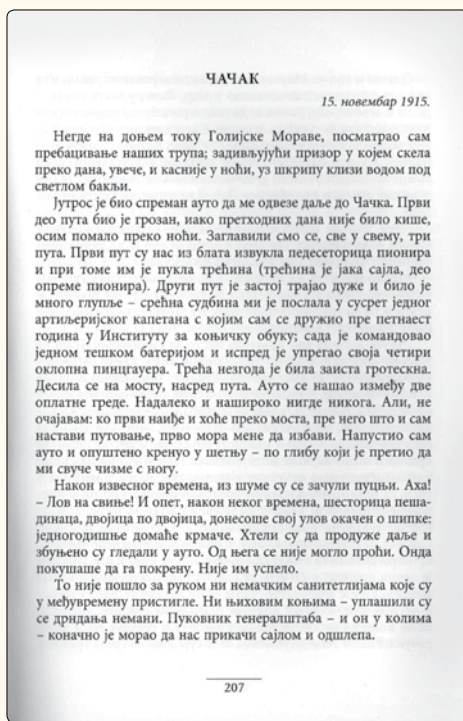 ЧАЧАК
15. новембар 1915.
Негде на доњем току Голијске Мораве, посматрао сам
пребацивање наших трупа; задивљујући призор у којем скела
преко дана, увече, и касније у ноћи, уз шкрипу клизи водом под
светлом бакљи.
Јутрос је био спреман ауто да ме одвезе даље до Чачка. Први
део пута био је грозан, иако претходних дана није било кише,
осим помало преко ноћи. Заглавили смо се, све у свему, три
пута. Први пут су нас из блата извукла педесеторица пионира
и при томе им је пукла трећина (трећина је јака сајла, део
опреме пионира). Други пут је застој трајао дуже и било је
много глупље – срећна судбина ми је послала у сусрет једног
артиљеријског капетана с којим сам се дружио пре петнаест
година у Институту за коњичку обуку; сада је командовао
једном тешком батеријом и испред је упрегао своја четири
оклопна пинцгауера. Трећа незгода је била заиста гротескна.
Десила се на мосту, насред пута. Ауто се нашао између две
оплатне греде. Надалеко и нашироко нигде никога. Али, не
очајавам: ко први наиђе и хоће преко моста, пре него што и сам
настави путовање, прво мора мене да избави. Напустио сам
ауто и опуштено кренуо у шетњу – по глибу који је претио да
ми свуче чизме с ногу.
Након извесног времена, из шуме су се зачули пуцњи. Аха!
– Лов на свиње! И опет, након неког времена, шесторица пеша-
динаца, двојица по двојица, донесоше свој улов окачен о шипке:
једногодишње домаће крмаче. Хтели су да продуже даље и
збуњено су гледали у ауто. Од њега се није могло проћи. Онда
покушаше да га покрену. Није им успело.
То није пошло за руком ни немачким санитетлијама које су
у међувремену пристигле. Ни њиховим коњима – уплашили су
се дрндања немани. Пуковник генералштаба – и он у колима
– коначно је морао да нас прикачи сајлом и одшлепа.
207